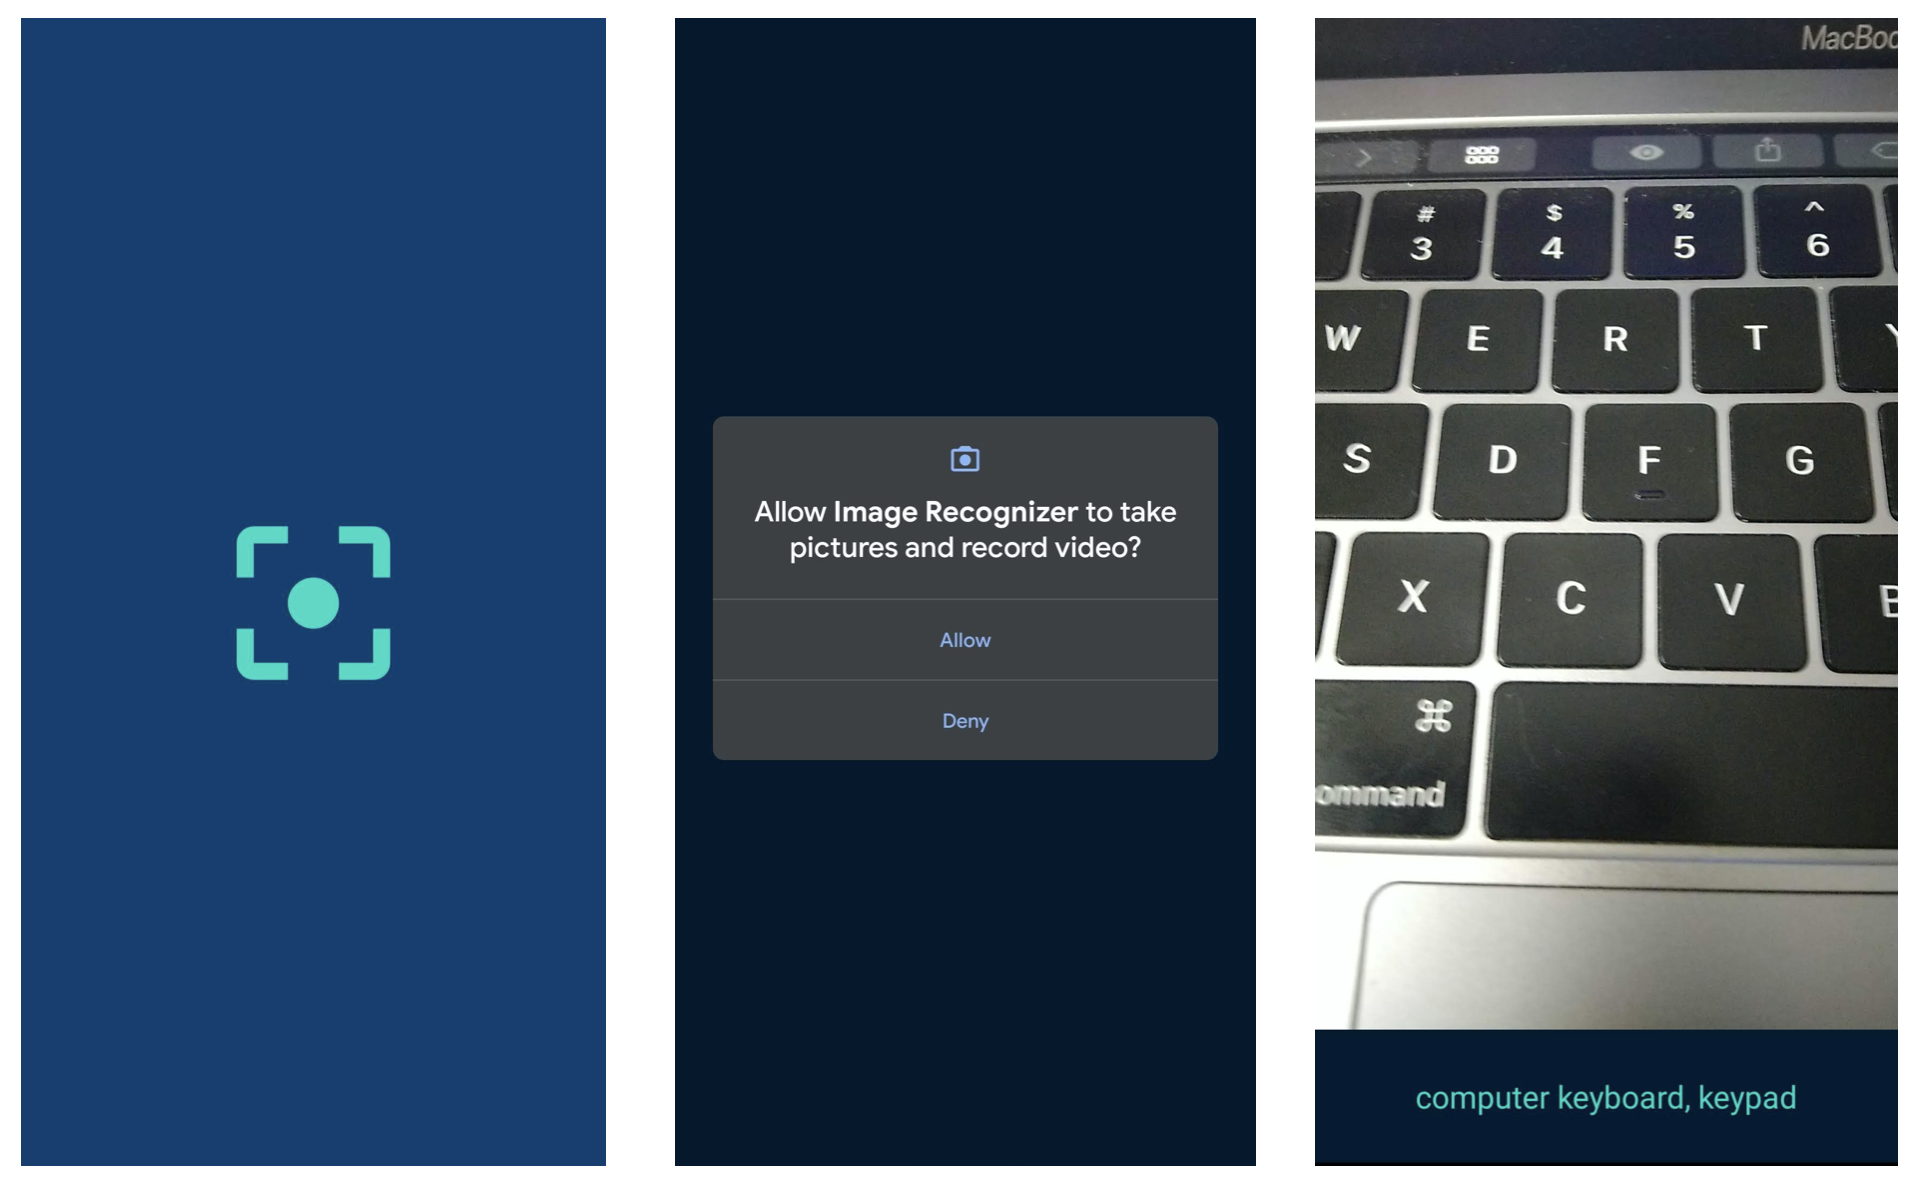 Allow Image Recognizer to take
pictures and record video?
Allow
Deny
MacBoo
# $ % ^
3 4 5 6
W E R T Y
S D F G
X C V B
⌘
ommand
computer keyboard, keypad